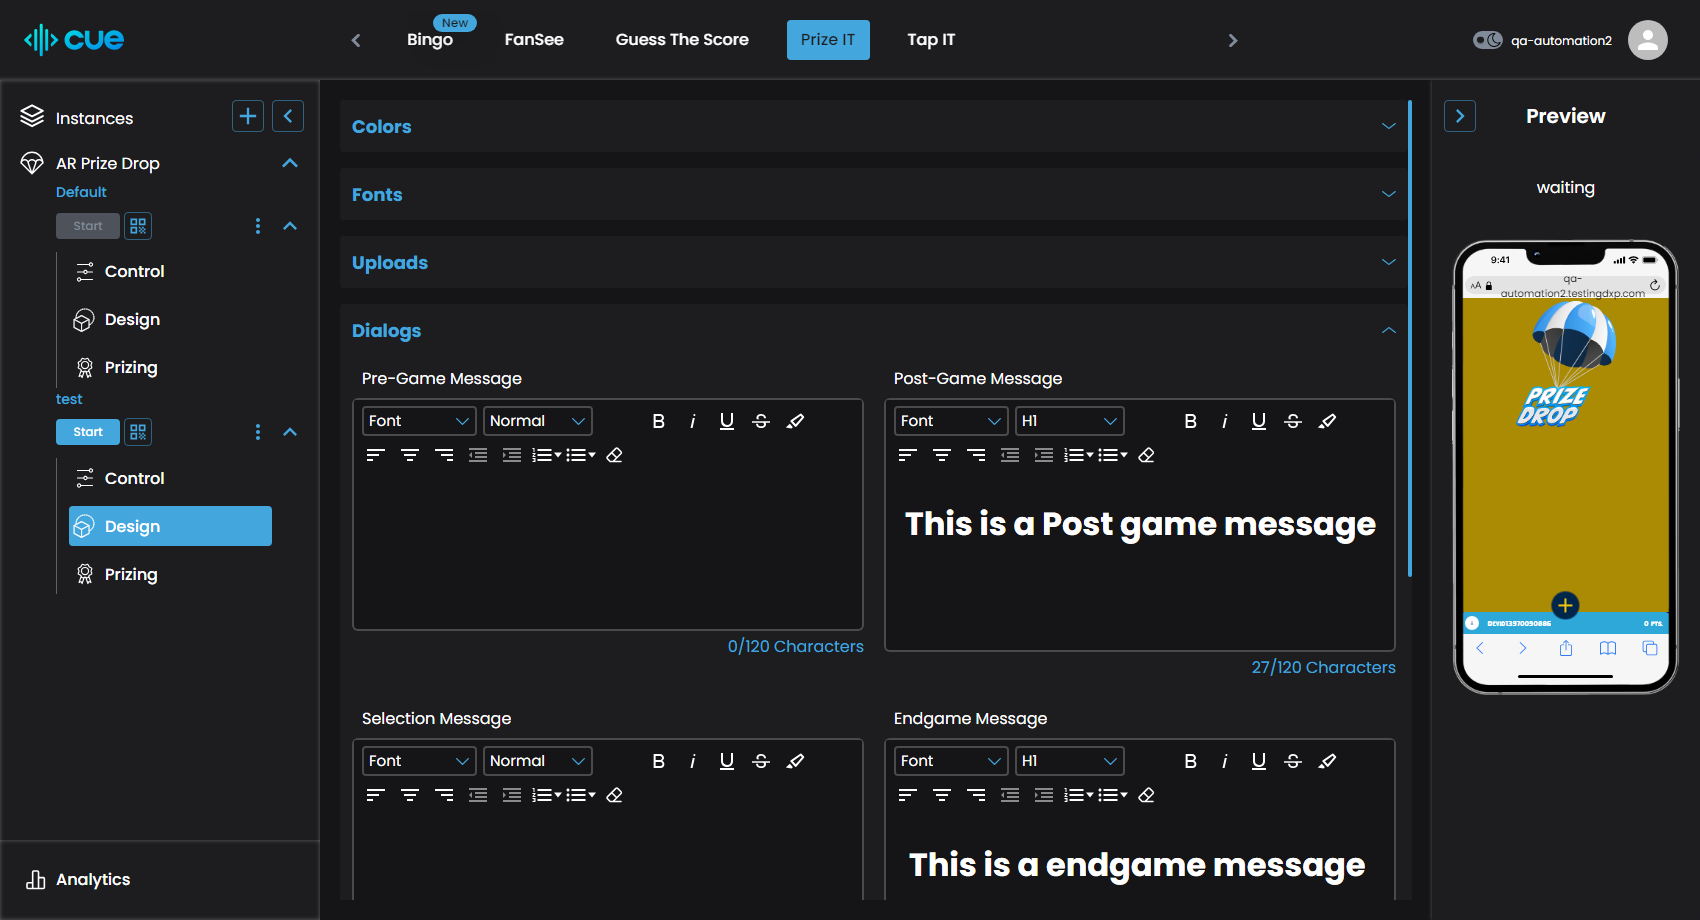 cue
New
Bingo
FanSee
Guess The Score
Prize IT
Tap IT
qa-automation2
Instances
AR Prize Drop
Default
Start
Control
Design
Prizing
test
Start
Control
Design
Prizing
Analytics
Colors
Fonts
Uploads
Dialogs
Pre-Game Message
Font
Normal
B i U S
0/120 Characters
Post-Game Message
Font
H1
B i U S
This is a Post game message
27/120 Characters
Selection Message
Font
Normal
B i U S
Endgame Message
Font
H1
B i U S
This is a endgame message
Preview
waiting
9:41
AA
qa-
automation2.testingdxp.com
PRIZE
DROP
0 PTS.